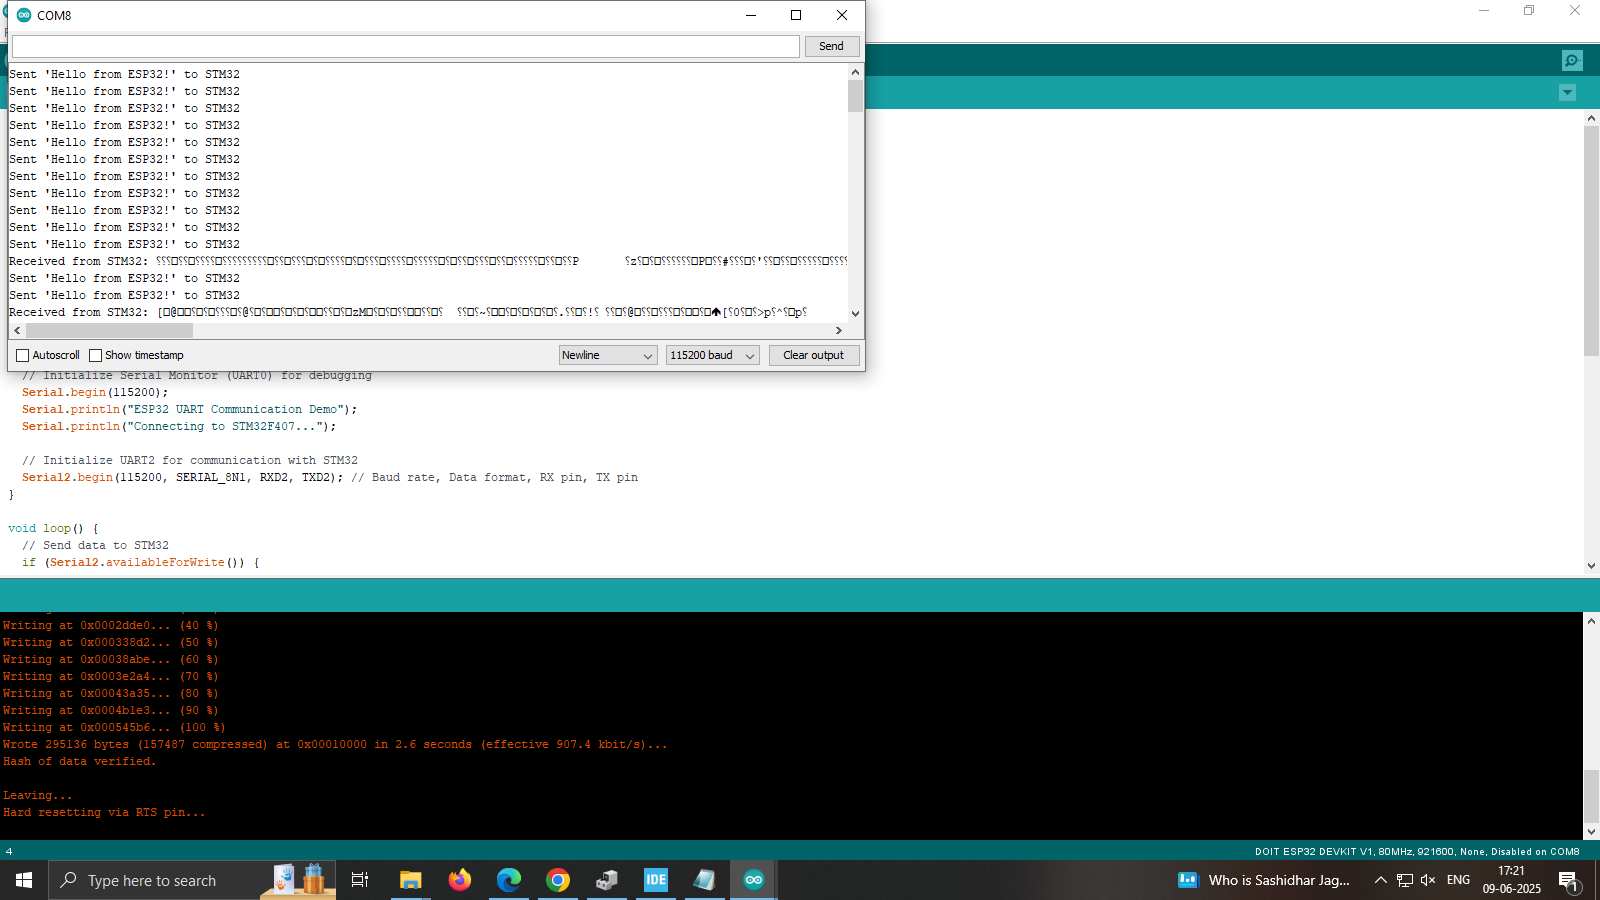 COM8
Send
Sent 'Hello from ESP32!' to STM32
Sent 'Hello from ESP32!' to STM32
Sent 'Hello from ESP32!' to STM32
Sent 'Hello from ESP32!' to STM32
Sent 'Hello from ESP32!' to STM32
Sent 'Hello from ESP32!' to STM32
Sent 'Hello from ESP32!' to STM32
Sent 'Hello from ESP32!' to STM32
Sent 'Hello from ESP32!' to STM32
Sent 'Hello from ESP32!' to STM32
Sent 'Hello from ESP32!' to STM32
Received from STM32:
Sent 'Hello from ESP32!' to STM32
Sent 'Hello from ESP32!' to STM32
Received from STM32:
Autoscroll Show timestamp Newline 115200 baud Clear output
// Initialize Serial Monitor (UART0) for debugging
Serial.begin(115200);
Serial.println("ESP32 UART Communication Demo");
Serial.println("Connecting to STM32F407...");
// Initialize UART2 for communication with STM32
Serial2.begin(115200, SERIAL_8N1, RXD2, TXD2); // Baud rate, Data format, RX pin, TX pin
}
void loop() {
// Send data to STM32
if (Serial2.availableForWrite()) {
Writing at 0x0002dde0... (40 %)
Writing at 0x000338d2... (50 %)
Writing at 0x00038abe... (60 %)
Writing at 0x0003e2a4... (70 %)
Writing at 0x00043a35... (80 %)
Writing at 0x0004b1e3... (90 %)
Writing at 0x000545b6... (100 %)
Wrote 295136 bytes (157487 compressed) at 0x00010000 in 2.6 seconds (effective 907.4 kbit/s)...
Hash of data verified.
Leaving...
Hard resetting via RTS pin...
4
DOIT ESP32 DEVKIT V1, 80MHz, 921600, None, Disabled on COM8
Type here to search
IDE
Who is Sashidhar Jag...
ENG
17:21
09-06-2025
1